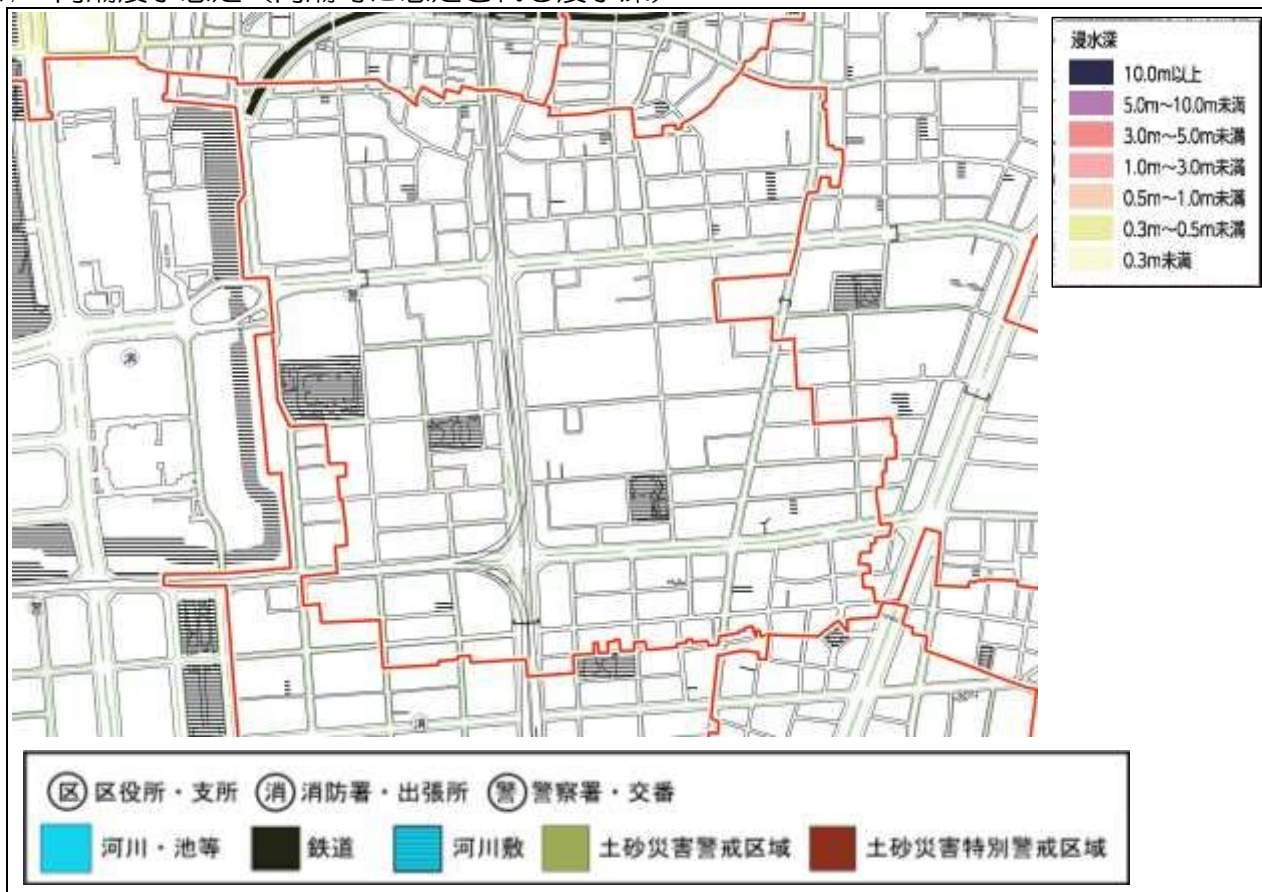 浸水深
10.0m以上
5.0m〜10.0m未満
3.0m〜5.0m未満
1.0m〜3.0m未満
0.5m〜1.0m未満
0.3m〜0.5m未満
0.3m未満
消
警
消
区 区役所・支所 消 消防署・出張所 警 警察署・交番
河川・池等 鉄道 河川敷 土砂災害警戒区域 土砂災害特別警戒区域